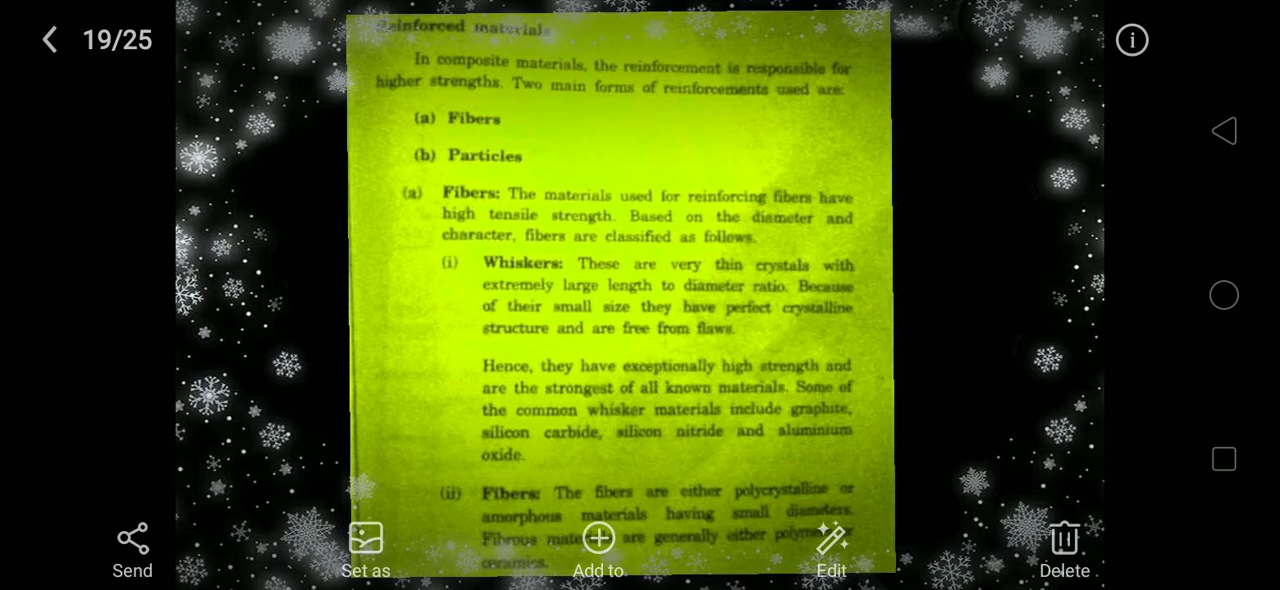 19/25
Reinforced materials
In composite materials, the reinforcement is responsible for
higher strengths. Two main forms of reinforcements used are:
(a) Fibers
(b) Particles
(a) Fibers: The materials used for reinforcing fibers have
high tensile strength. Based on the diameter and
character, fibers are classified as follows.
(i) Whiskers: These are very thin crystals with
extremely large length to diameter ratio. Because
of their small size they have perfect crystalline
structure and are free from flaws.
Hence, they have exceptionally high strength and
are the strongest of all known materials. Some of
the common whisker materials include graphite,
silicon carbide, silicon nitride and aluminium
oxide.
(ii) Fibers: The fibers are either polycrystalline or
amorphous materials having small diameters.
Fibrous are generally either
ceramics.
Send
Set as
Add to
Edit
Delete